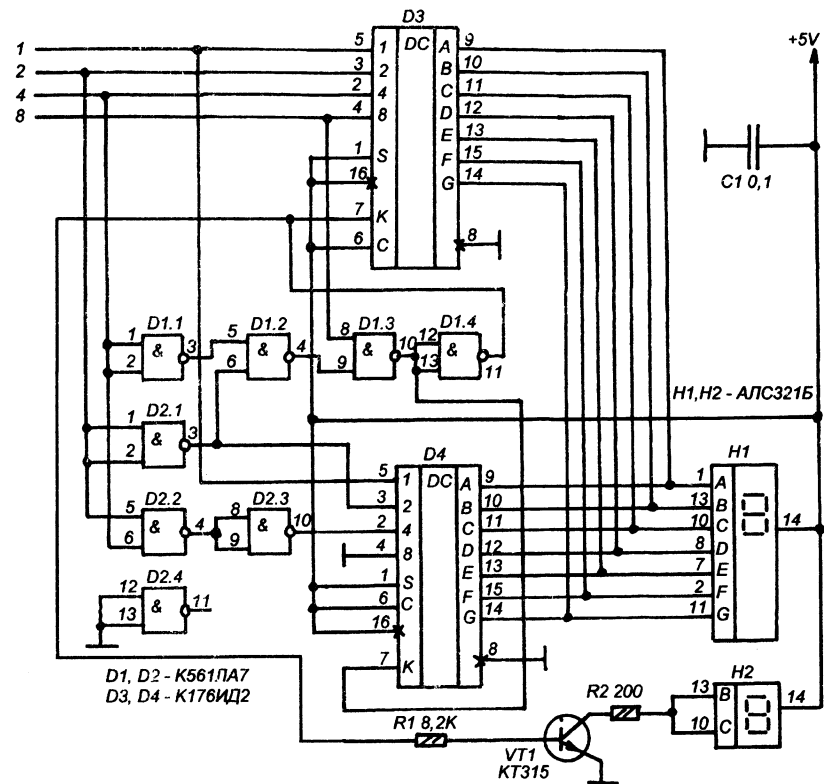 D3
1
2
4
8
5 1 DC A 9
3 2 B 10
2 4 C 11
4 8 D 12
E 13
1 S F 15
16 G 14
7 K
6 C 8
+5V
C1 0,1
D1.1
1
2
&
3
D1.2
5
6
&
4
D1.3
8
9
&
10
D1.4
12
13
&
11
H1,H2 - АЛС321Б
D2.1
1
2
&
3
D2.2
5
6
&
4
D2.3
8
9
&
10
D2.4
12
13
&
11
D4
5 1 DC A 9
3 2 B 10
2 4 C 11
4 8 D 12
1 S E 13
6 C F 15
16 G 14
7 K 8
H1
1 A
13 B
10 C
8 D
7 E
2 F
11 G
14
D1, D2 - К561ЛА7
D3, D4 - К176ИД2
H2
13 B
10 C
14
R2 200
R1 8,2К
VT1
КТ315